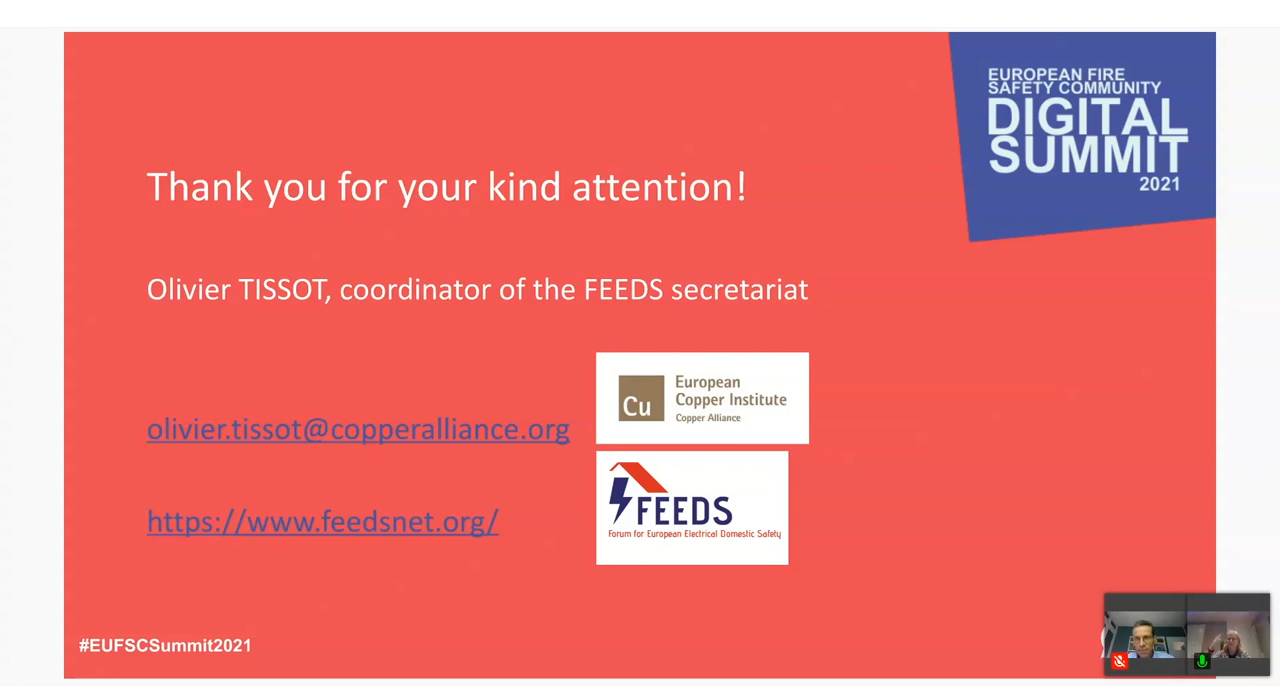 EUROPEAN FIRE
SAFETY COMMUNITY
DIGITAL
SUMMIT
2021
Thank you for your kind attention!
Olivier TISSOT, coordinator of the FEEDS secretariat
European
Copper Institute
Cu
Copper Alliance
olivier.tissot@copperalliance.org
FEEDS
Forum for European Electrical Domestic Safety
https://www.feedsnet.org/
#EUFSCSummit2021